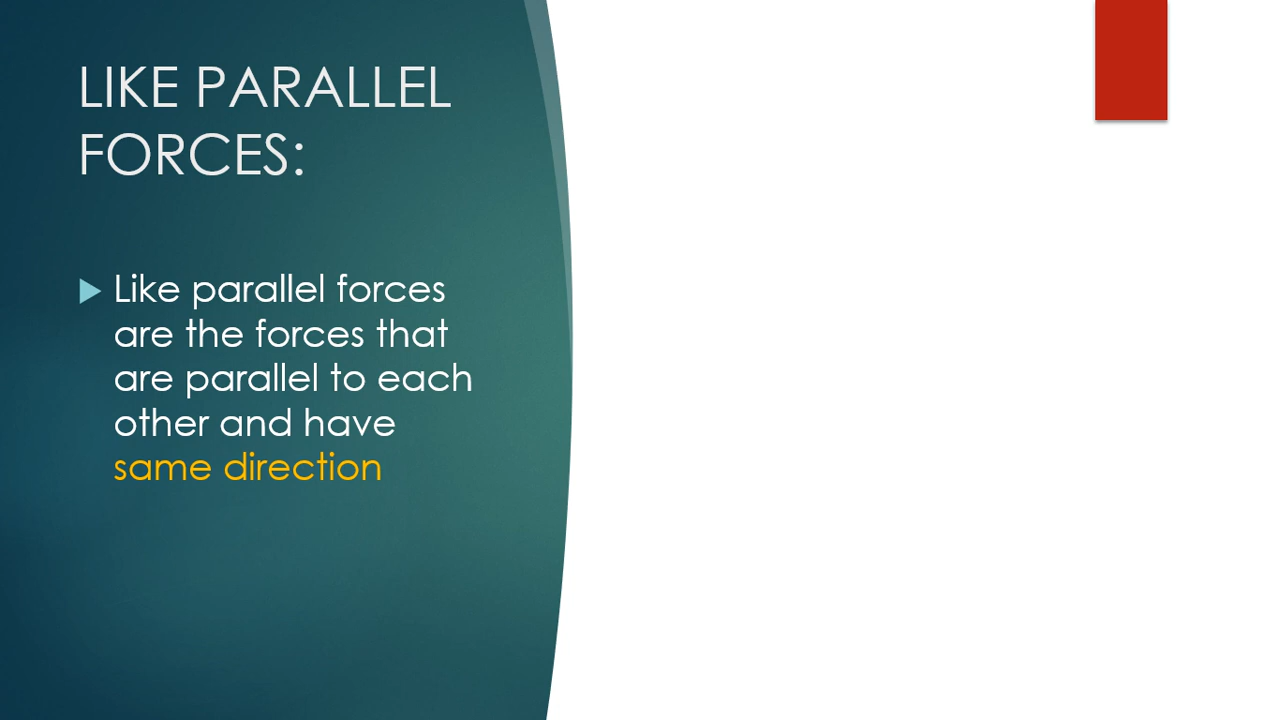 LIKE PARALLEL
FORCES:
Like parallel forces
are the forces that
are parallel to each
other and have
same direction